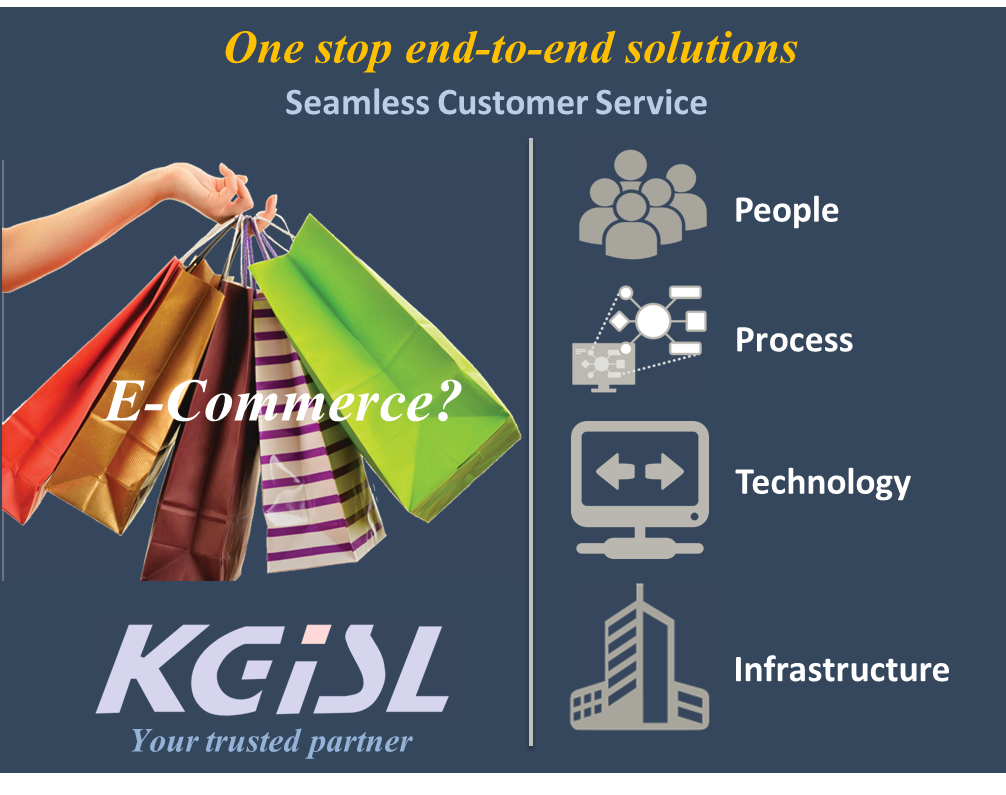 One stop end-to-end solutions
Seamless Customer Service
E-Commerce?
KGiSL
Your trusted partner
People
Process
Technology
Infrastructure